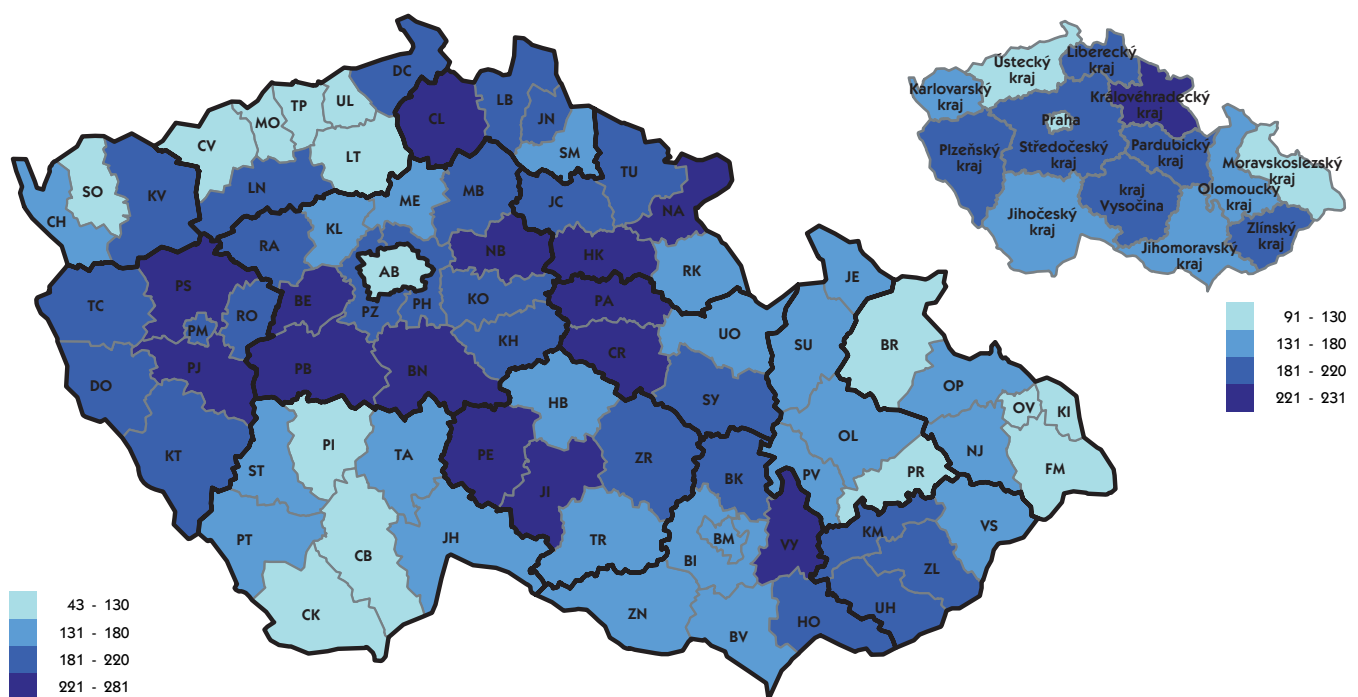 DC
UL
TP
MO
CV
LT
CL
LB
JN
SM
TU
SO
KV
CH
LN
ME
MB
JC
NA
KL
RA
NB
HK
RK
AB
PS
BE
PZ
PH
KO
PA
TC
RO
PM
KH
CR
UO
JE
SU
BR
PJ
PB
BN
DO
HB
SY
OP
OV
KI
PI
KT
ST
TA
PE
JI
ZR
BK
OL
PV
PR
NJ
FM
PT
CB
JH
TR
BM
BI
VY
KM
VS
ZL
CK
ZN
BV
HO
UH
Ústecký
kraj
Liberecký
kraj
Karlovarský
kraj
Královéhradecký
kraj
Praha
Plzeňský
kraj
Středočeský
kraj
Pardubický
kraj
Moravskoslezský
kraj
kraj
Vysočina
Olomoucký
kraj
Jihočeský
kraj
Jihomoravský
kraj
Zlínský
kraj
91 - 130
131 - 180
181 - 220
221 - 231
43 - 130
131 - 180
181 - 220
221 - 281